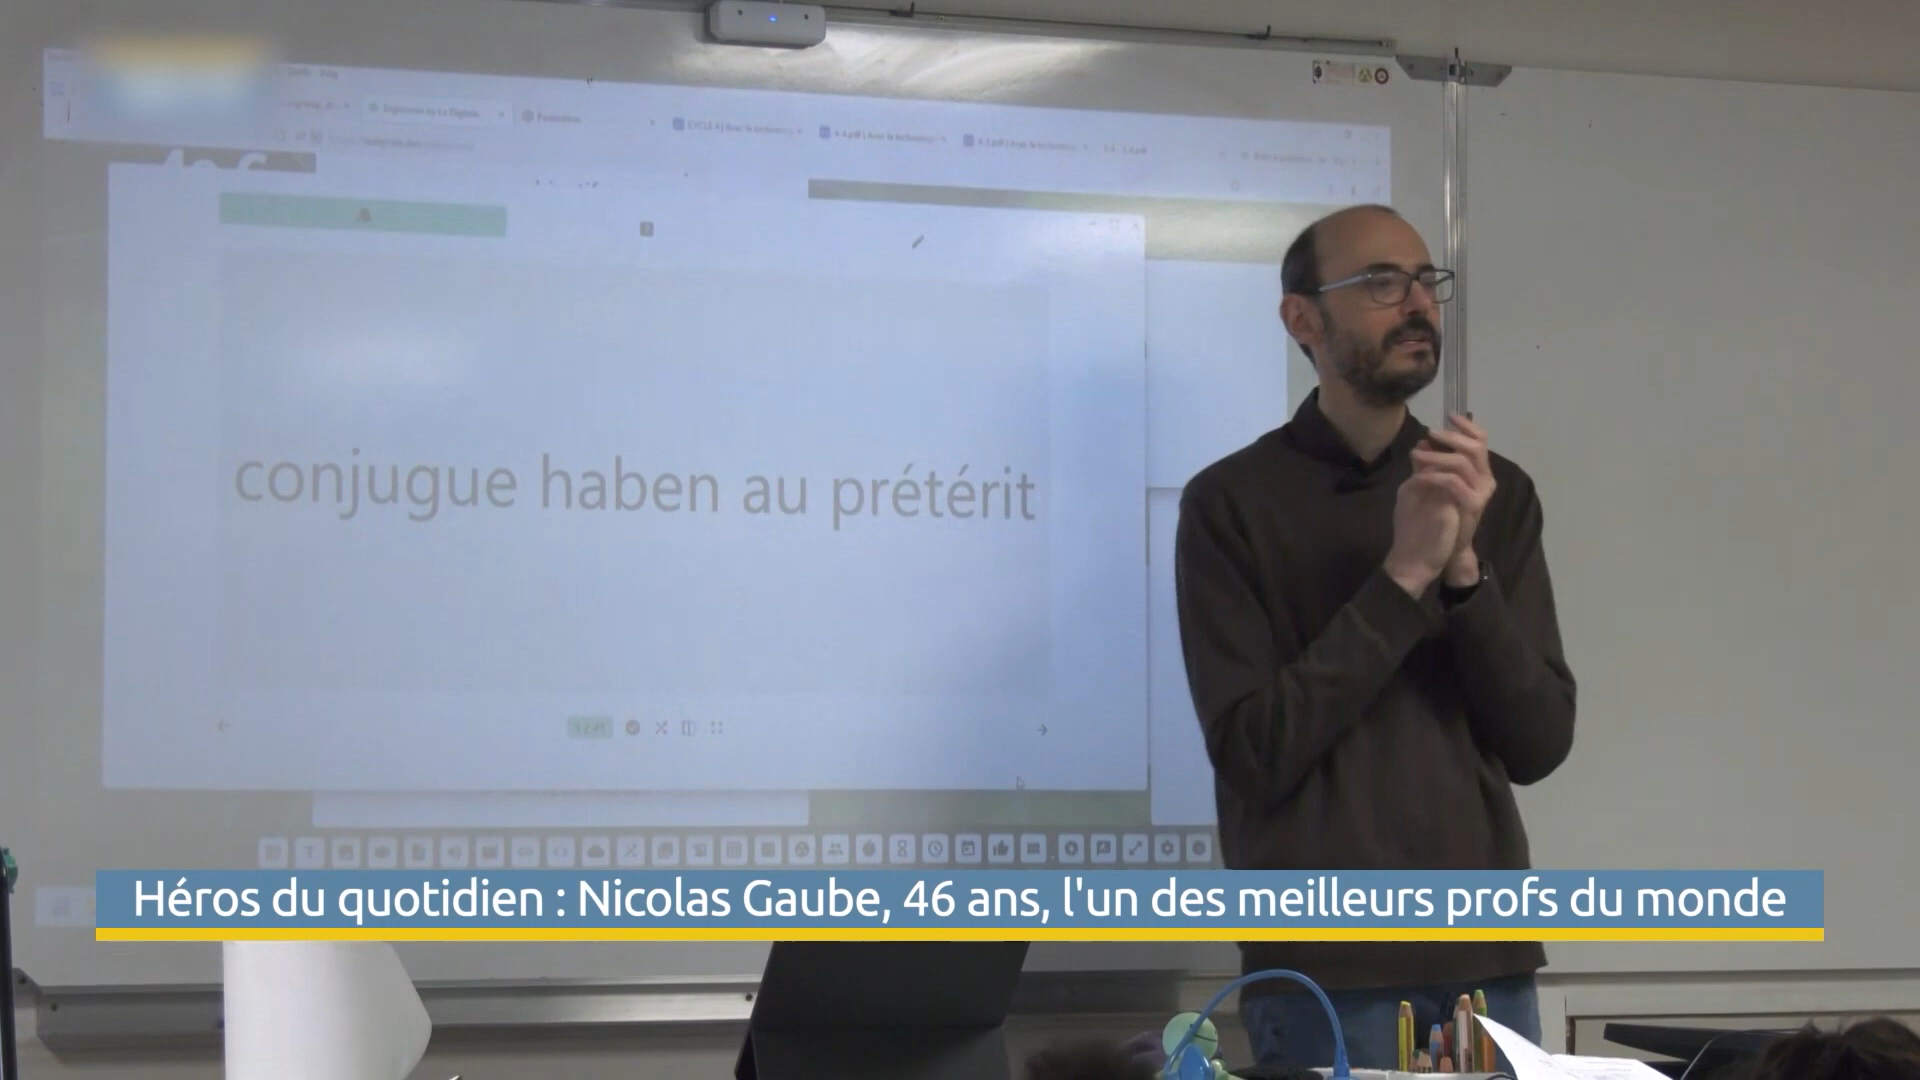 conjugue haben au prétérit
Héros du quotidien : Nicolas Gaube, 46 ans, l'un des meilleurs profs du monde